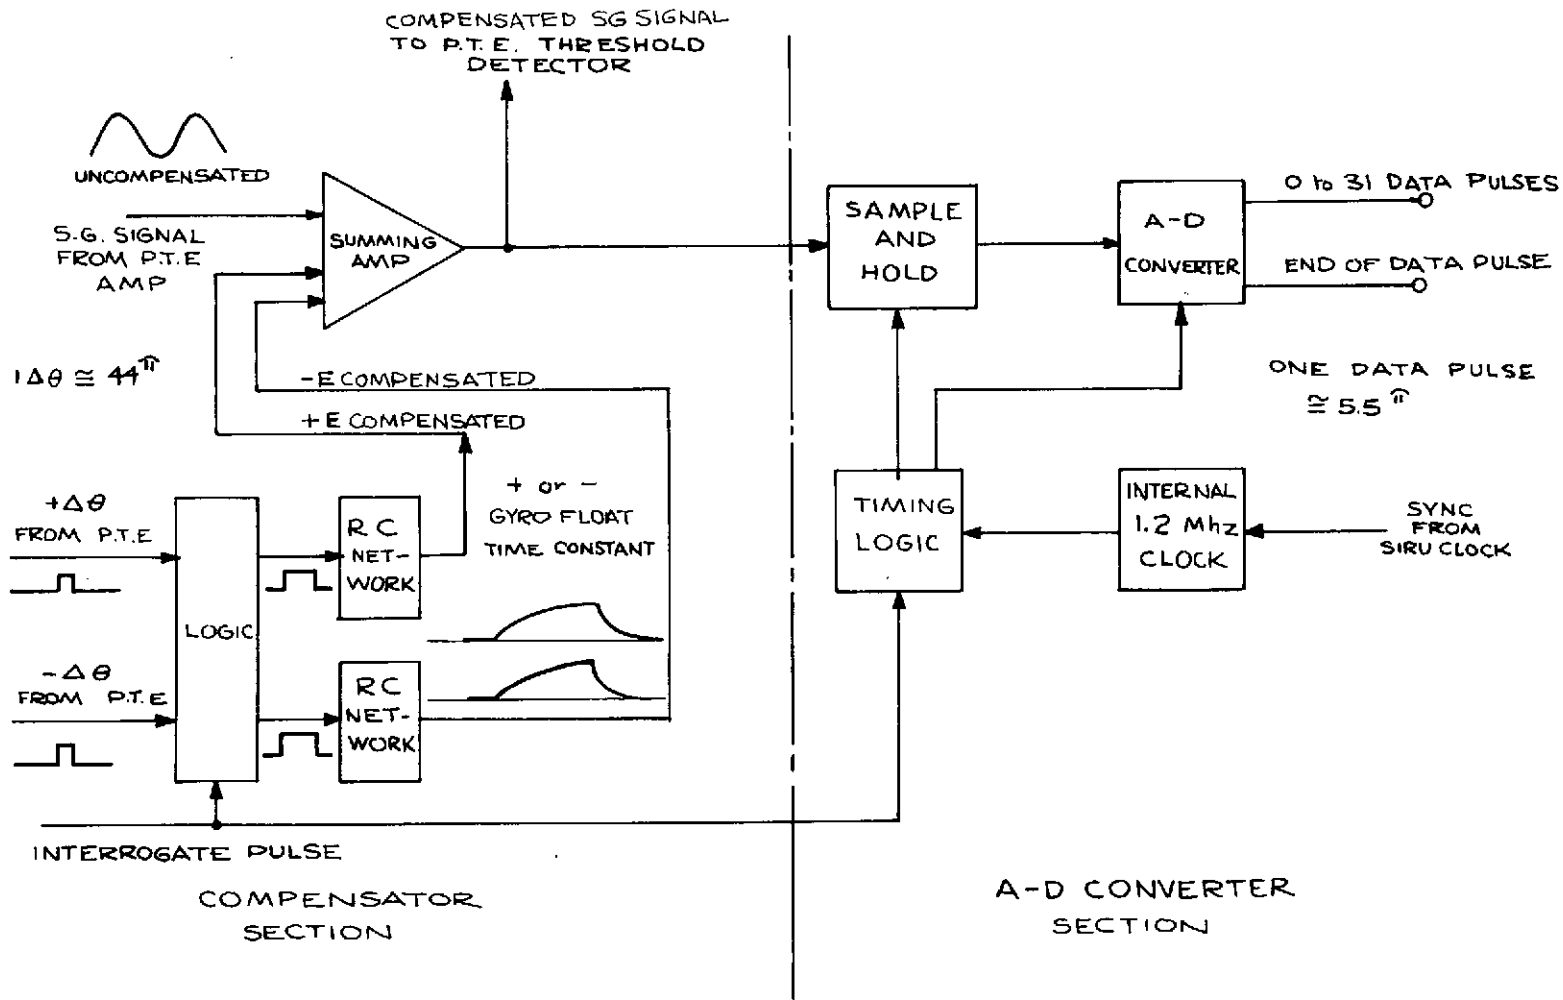 COMPENSATED SG SIGNAL
TO P.T.E. THRESHOLD
DETECTOR
UNCOMPENSATED
S.G. SIGNAL
FROM P.T.E
AMP
SUMMING
AMP
1Δθ ≅ 44π̂
-E COMPENSATED
+E COMPENSATED
+Δθ
FROM P.T.E
-Δθ
FROM P.T.E
LOGIC
RC
NET-
WORK
RC
NET-
WORK
+ or -
GYRO FLOAT
TIME CONSTANT
INTERROGATE PULSE
COMPENSATOR
SECTION
SAMPLE
AND
HOLD
A-D
CONVERTER
0 to 31 DATA PULSES
END OF DATA PULSE
ONE DATA PULSE
≅ 5.5 π̂
TIMING
LOGIC
INTERNAL
1.2 Mhz
CLOCK
SYNC
FROM
SIRU CLOCK
A-D CONVERTER
SECTION